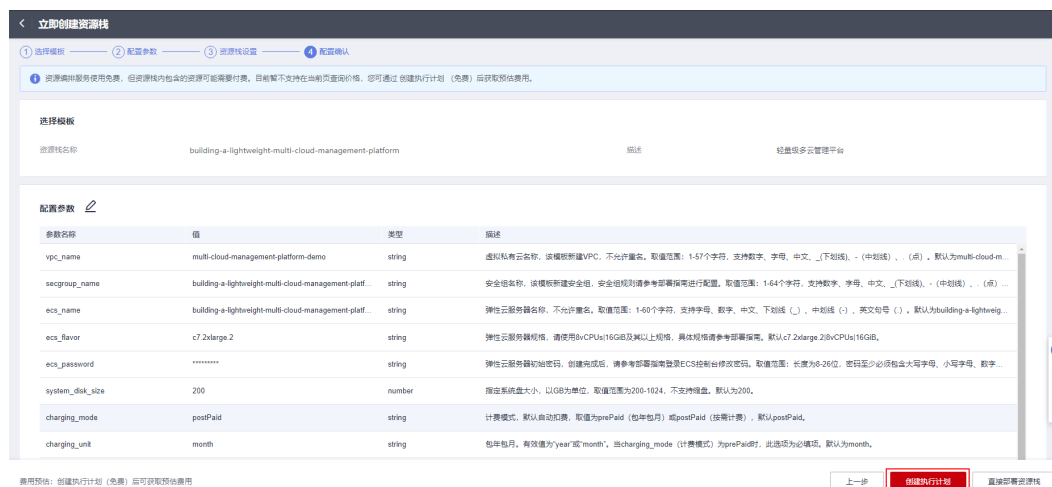 立即创建资源栈
1 选择模板 2 配置参数 3 资源栈设置 4 配置确认
资源编排服务使用免费，但资源栈内包含的资源可能需要付费。目前暂不支持在当前页查询价格，您可通过 创建执行计划 （免费）后获取预估费用。
选择模板
资源栈名称 building-a-lightweight-multi-cloud-management-platform 描述 轻量级多云管理平台
配置参数
参数名称 值 类型 描述
vpc_name multi-cloud-management-platform-demo string 虚拟私有云名称，该模板新建VPC，不允许重名。取值范围：1-57个字符，支持数字、字母、中文、_(下划线)、-（中划线）、.（点）。默认为multi-cloud-m...
secgroup_name building-a-lightweight-multi-cloud-management-platf... string 安全组名称，该模板新建安全组，安全组规则请参考部署指南进行配置。取值范围：1-64个字符，支持数字、字母、中文、_(下划线)、-（中划线）、.（点）...
ecs_name building-a-lightweight-multi-cloud-management-platf... string 弹性云服务器名称，不允许重名。取值范围：1-60个字符，支持字母、数字、中文、下划线（_）、中划线（-）、英文句号（.）。默认为building-a-lightweig...
ecs_flavor c7.2xlarge.2 string 弹性云服务器规格，请使用8vCPUs|16GiB及其以上规格，具体规格请参考部署指南。默认c7.2xlarge.2|8vCPUs|16GiB。
ecs_password ********* string 弹性云服务器初始密码，创建完成后，请参考部署指南登录ECS控制台修改密码。取值范围：长度为8-26位，密码至少必须包含大写字母、小写字母、数字...
system_disk_size 200 number 指定系统盘大小，以GB为单位，取值范围为200-1024，不支持缩盘。默认为200。
charging_mode postPaid string 计费模式，默认自动扣费，取值为prePaid（包年包月）或postPaid（按需计费），默认postPaid。
charging_unit month string 包年包月。有效值为“year”或“month”。当charging_mode（计费模式）为prePaid时，此选项为必填项。默认为month。
费用预估：创建执行计划（免费）后可获取预估费用 上一步 创建执行计划 直接部署资源栈